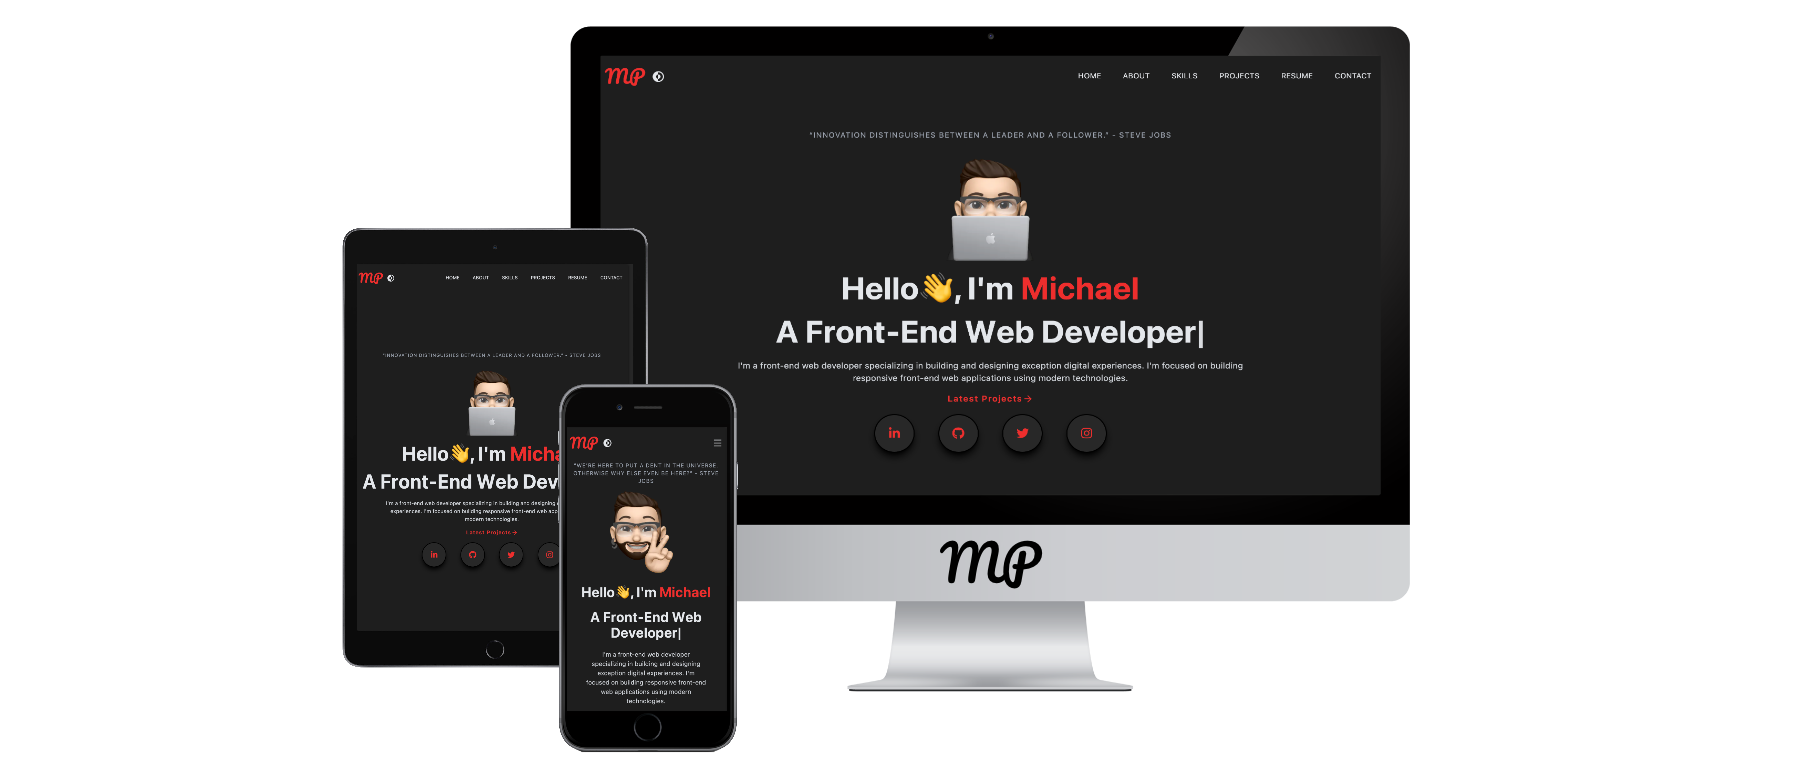 MP
HOME ABOUT SKILLS PROJECTS RESUME CONTACT
"INNOVATION DISTINGUISHES BETWEEN A LEADER AND A FOLLOWER." - STEVE JOBS
Hello👋, I'm Michael
A Front-End Web Developer|
I'm a front-end web developer specializing in building and designing exception digital experiences. I'm focused on building
responsive front-end web applications using modern technologies.
Latest Projects→
in
MP
MP
HOME ABOUT SKILLS PROJECTS RESUME CONTACT
"INNOVATION DISTINGUISHES BETWEEN A LEADER AND A FOLLOWER." - STEVE JOBS
Hello👋, I'm Micha
A Front-End Web Dev
I'm a front-end web developer specializing in building and designing
experiences. I'm focused on building responsive front-end web app
modern technologies.
Latest Projects→
in
MP
"WE'RE HERE TO PUT A DENT IN THE UNIVERSE.
OTHERWISE WHY ELSE EVEN BE HERE?" - STEVE
JOBS
Hello👋, I'm Michael
A Front-End Web
Developer|
I'm a front-end web developer
specializing in building and designing
exception digital experiences. I'm
focused on building responsive front-end
web applications using modern
technologies.